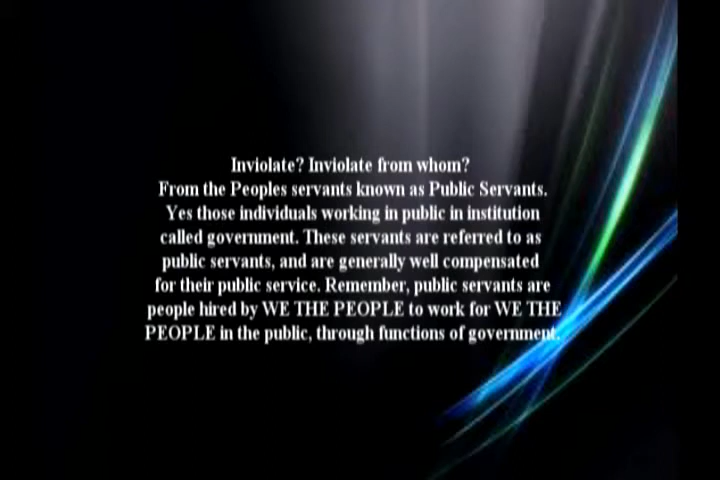 Inviolate? Inviolate from whom?
From the Peoples servants known as Public Servants.
Yes those individuals working in public in institution
called government. These servants are referred to as
public servants, and are generally well compensated
for their public service. Remember, public servants are
people hired by WE THE PEOPLE to work for WE THE
PEOPLE in the public, through functions of government.